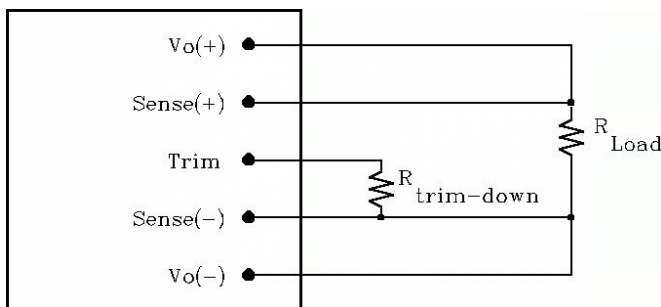 Vo(+)
Sense(+)
R
Load
Trim
R
trim-down
Sense(-)
Vo(-)